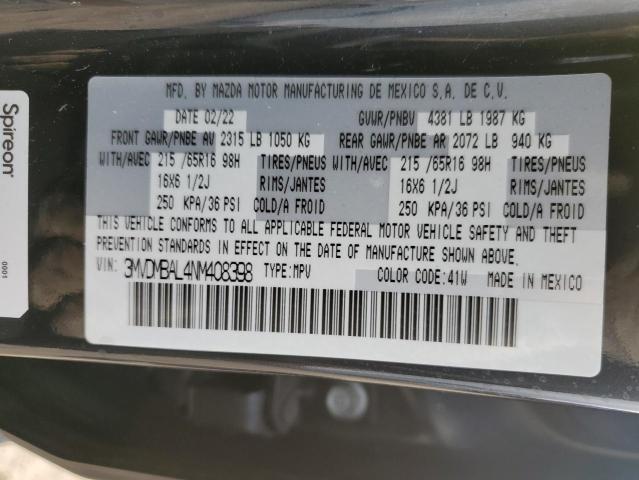 Spireon
0001
MFD. BY MAZDA MOTOR MANUFACTURING DE MEXICO S.A. DE C.V.
DATE 02/22 GVWR/PNBV 4381 LB 1987 KG
FRONT GAWR/PNBE AV 2315 LB 1050 KG REAR GAWR/PNBE AR 2072 LB 940 KG
WITH/AVEC 215 /65R16 98H TIRES/PNEUS WITH/AVEC 215 /65R16 98H TIRES/PNEUS
16X6 1/2J RIMS/JANTES 16X6 1/2J RIMS/JANTES
250 KPA/36 PSI COLD/A FROID 250 KPA/36 PSI COLD/A FROID
THIS VEHICLE CONFORMS TO ALL APPLICABLE FEDERAL MOTOR VEHICLE SAFETY AND THEFT
PREVENTION STANDARDS IN EFFECT ON THE DATE OF MANUFACTURE SHOWN ABOVE.
VIN: 3MVDMBAL4NM408398 TYPE:MPV COLOR CODE:41W MADE IN MEXICO